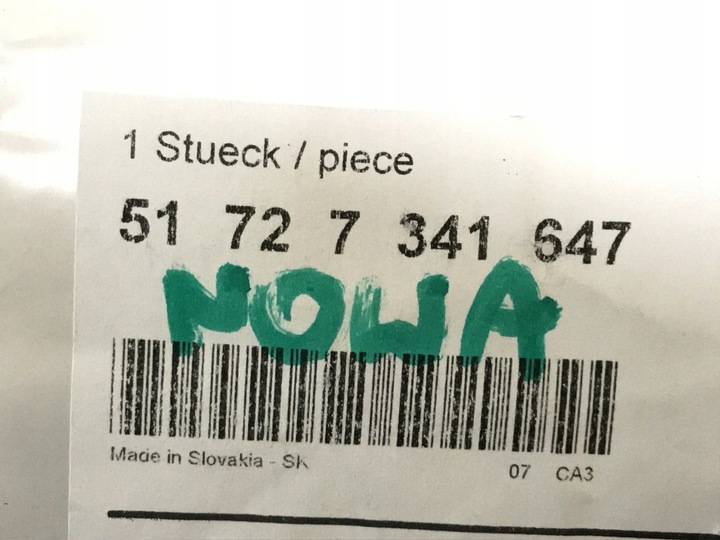 1 Stueck / piece
51 72 7 341 647
NOWA
Made in Slovakia - SK
07 CA3